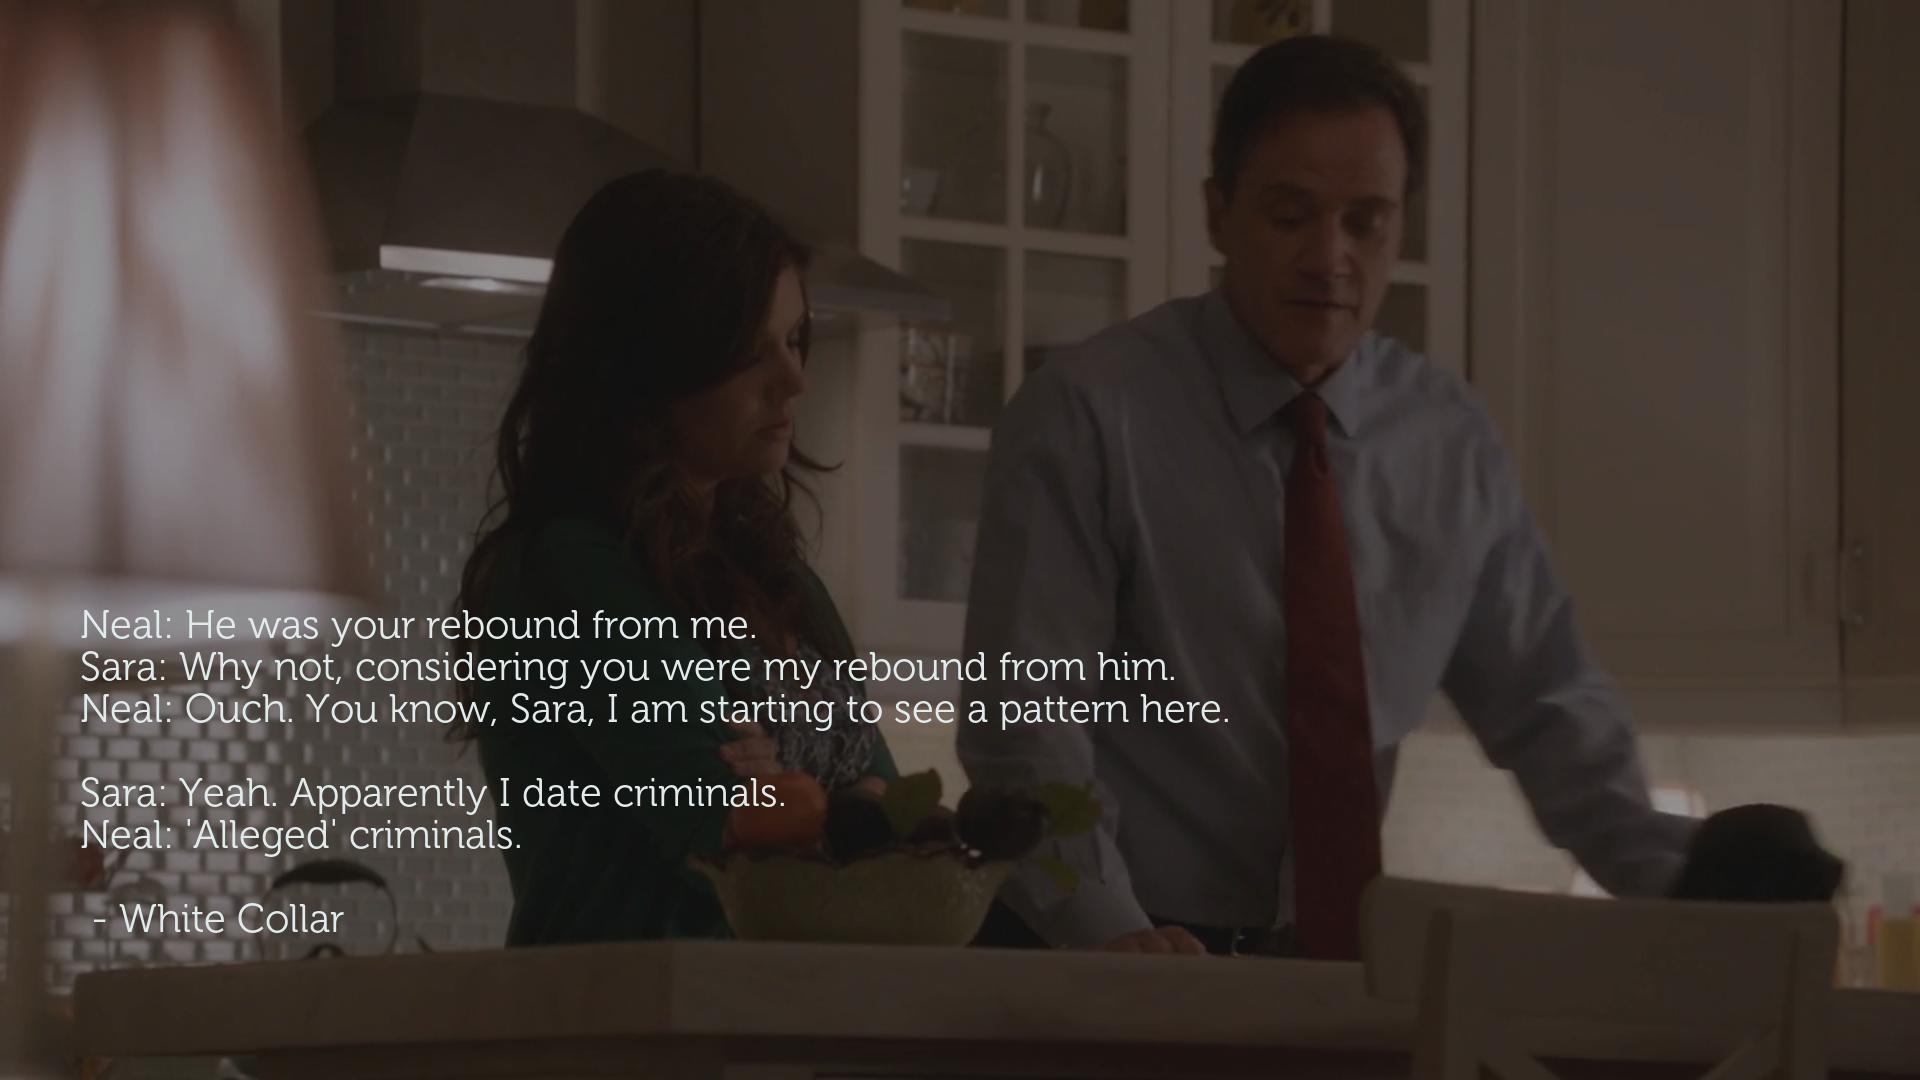 Neal: He was your rebound from me.
Sara: Why not, considering you were my rebound from him.
Neal: Ouch. You know, Sara, I am starting to see a pattern here.
Sara: Yeah. Apparently I date criminals.
Neal: 'Alleged' criminals.
- White Collar